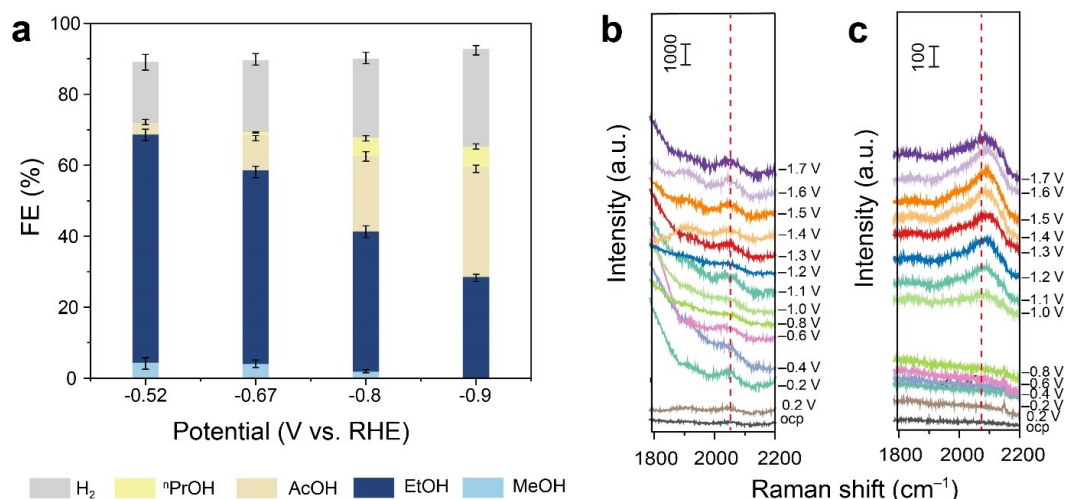 a
FE (%)
100
80
60
40
20
0
-0.52
-0.67
-0.8
-0.9
Potential (V vs. RHE)
H₂
ⁿPrOH
AcOH
EtOH
MeOH
b
1000
Intensity (a.u.)
–1.7 V
–1.6 V
–1.5 V
–1.4 V
–1.3 V
–1.2 V
–1.1 V
–1.0 V
–0.8 V
–0.6 V
–0.4 V
–0.2 V
0.2 V
ocp
1800
2000
2200
c
100
Intensity (a.u.)
–1.7 V
–1.6 V
–1.5 V
–1.4 V
–1.3 V
–1.2 V
–1.1 V
–1.0 V
–0.8 V
–0.6 V
–0.4 V
–0.2 V
0.2 V
ocp
1800
2000
2200
Raman shift (cm⁻¹)